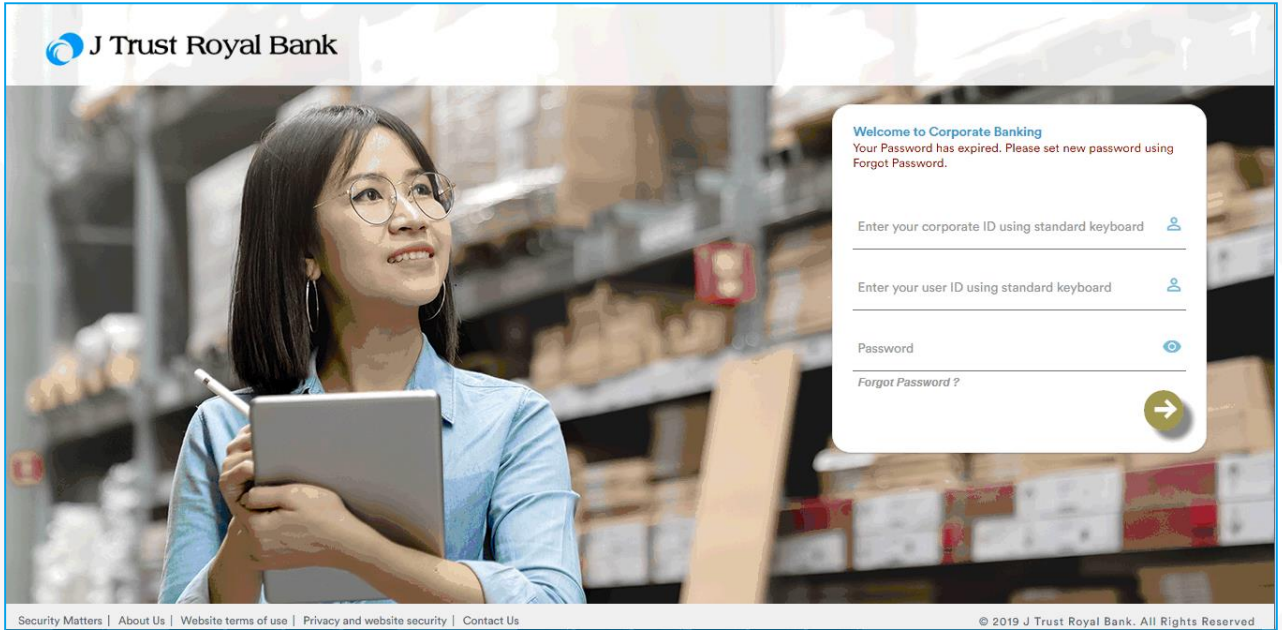 J Trust Royal Bank
Welcome to Corporate Banking
Your Password has expired. Please set new password using
Forgot Password.
Enter your corporate ID using standard keyboard
Enter your user ID using standard keyboard
Password
Forgot Password ?
Security Matters | About Us | Website terms of use | Privacy and website security | Contact Us
© 2019 J Trust Royal Bank. All Rights Reserved